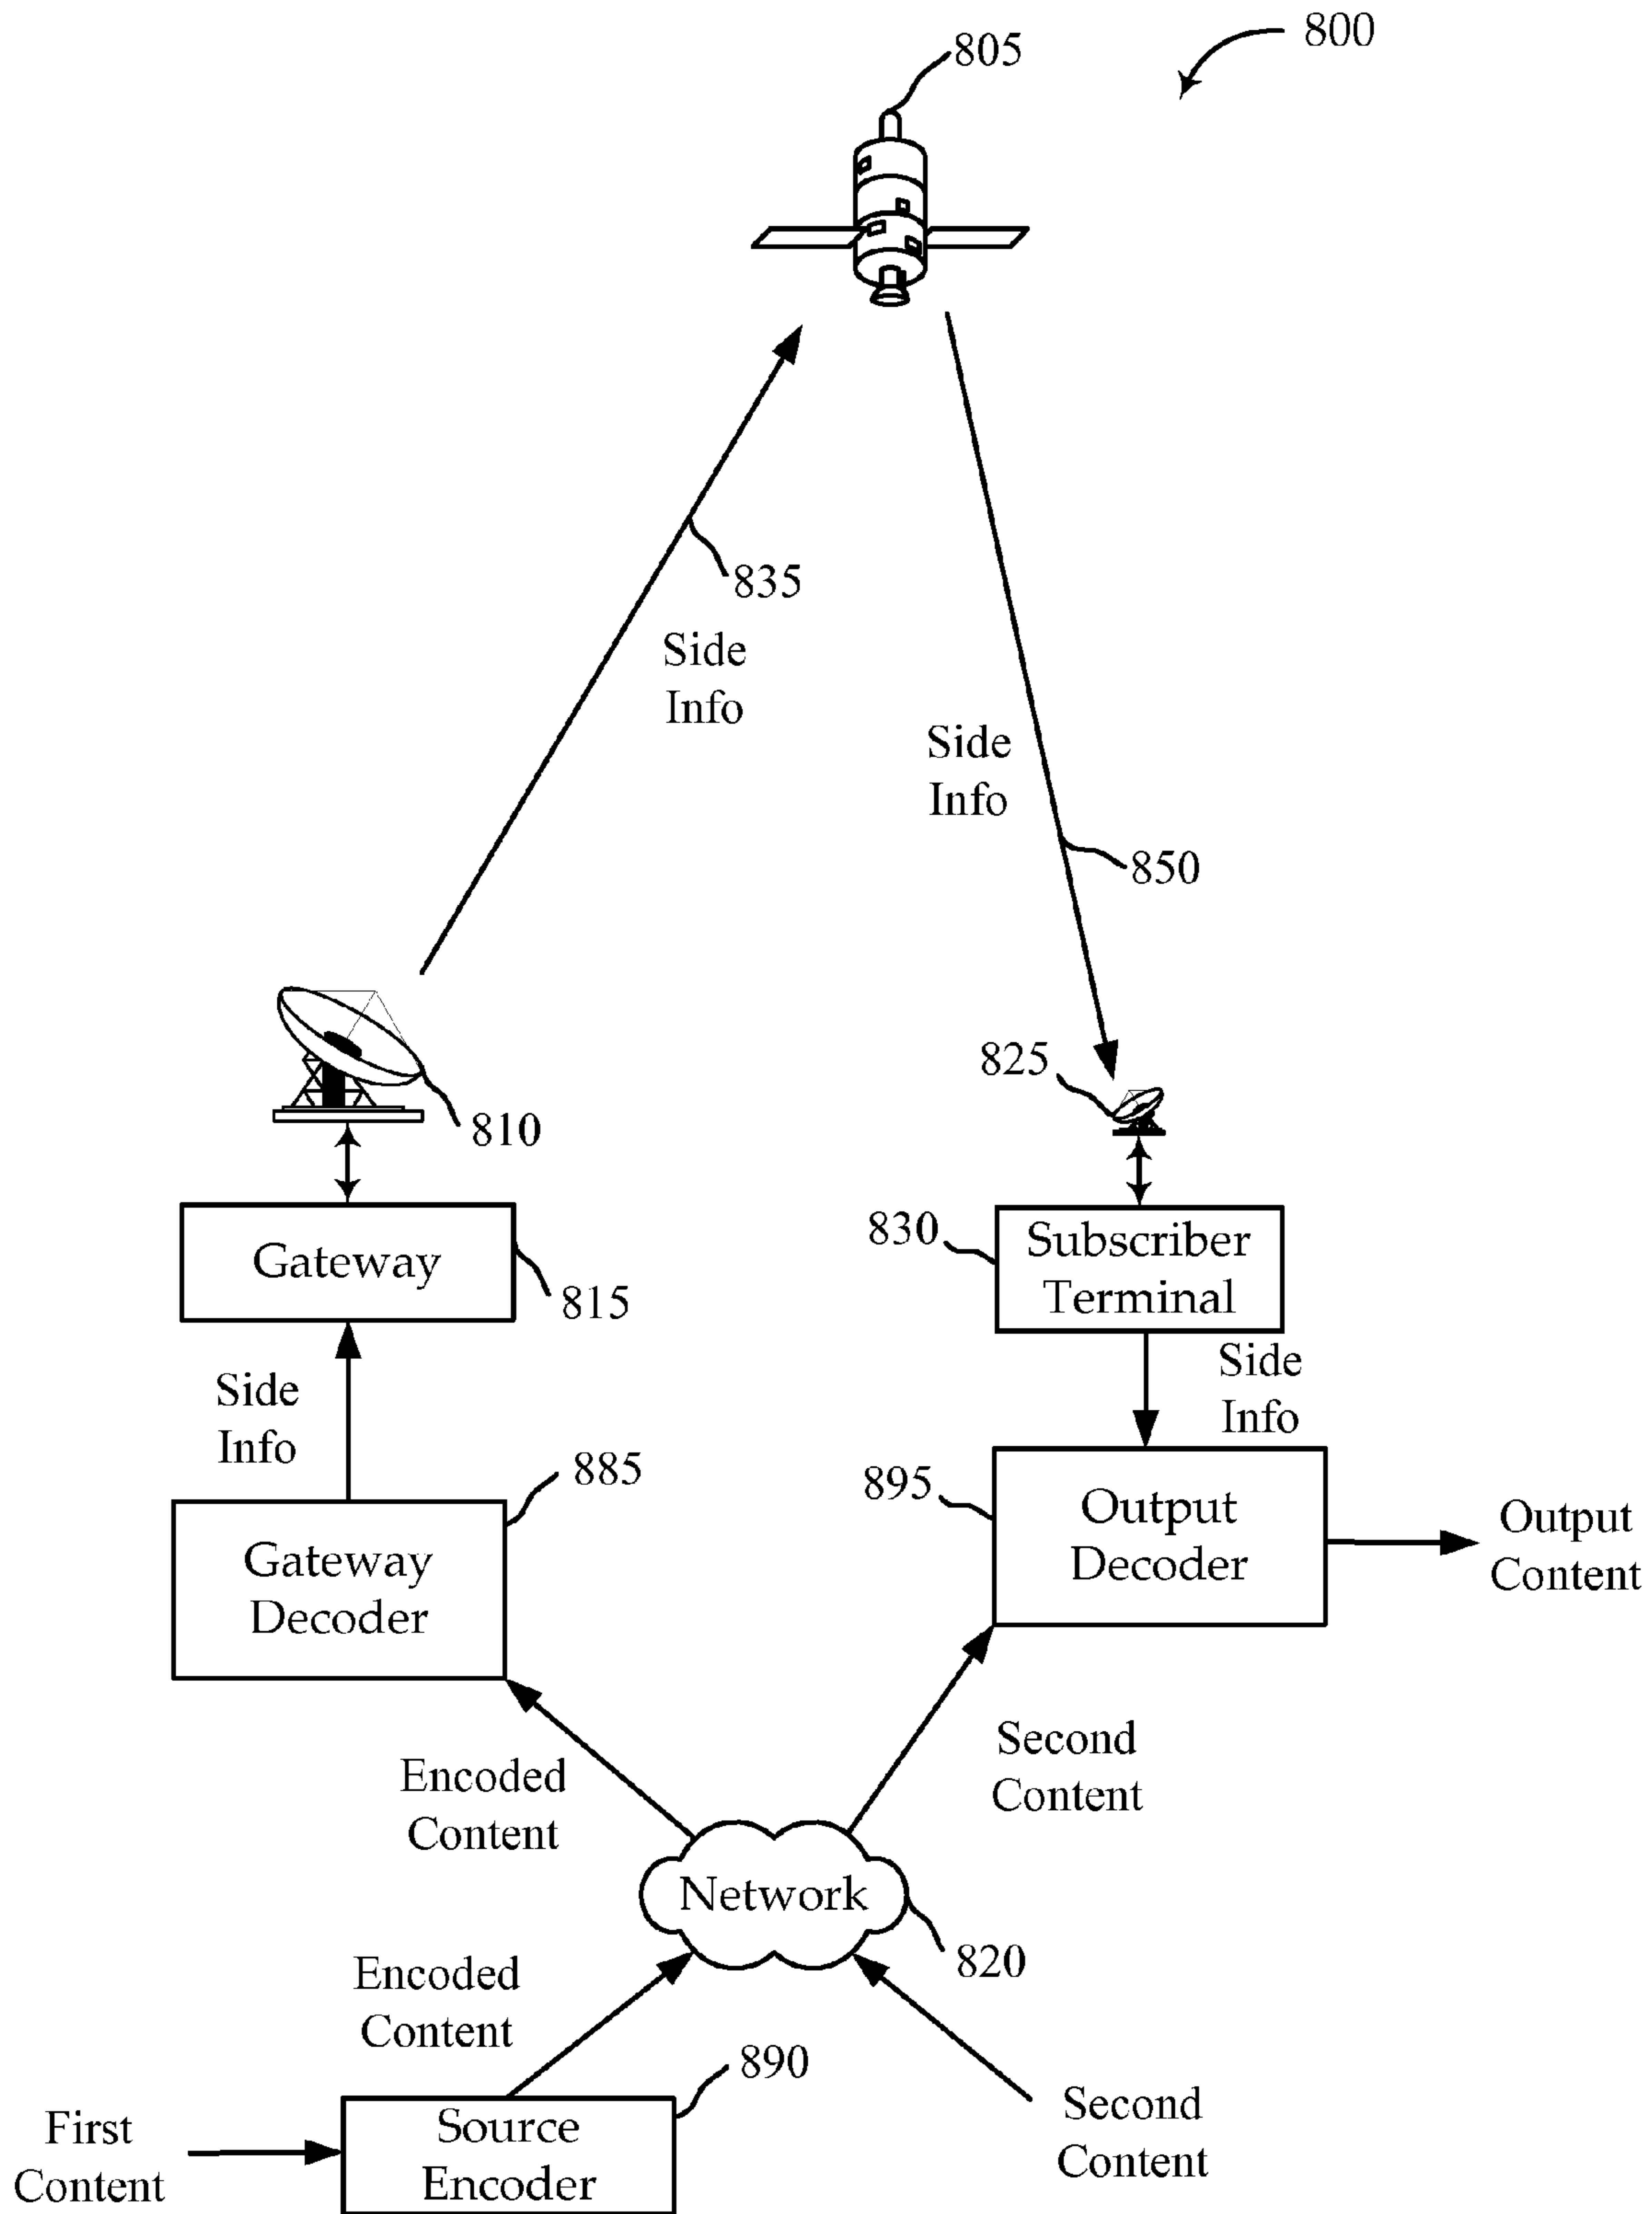 800
805
835
Side
Info
Side
Info
850
825
810
830
Subscriber
Terminal
Gateway
815
Side
Info
Side
Info
885
895
Output
Decoder
Output
Content
Gateway
Decoder
Second
Content
Encoded
Content
Network
820
Encoded
Content
890
Second
Content
First
Content
Source
Encoder